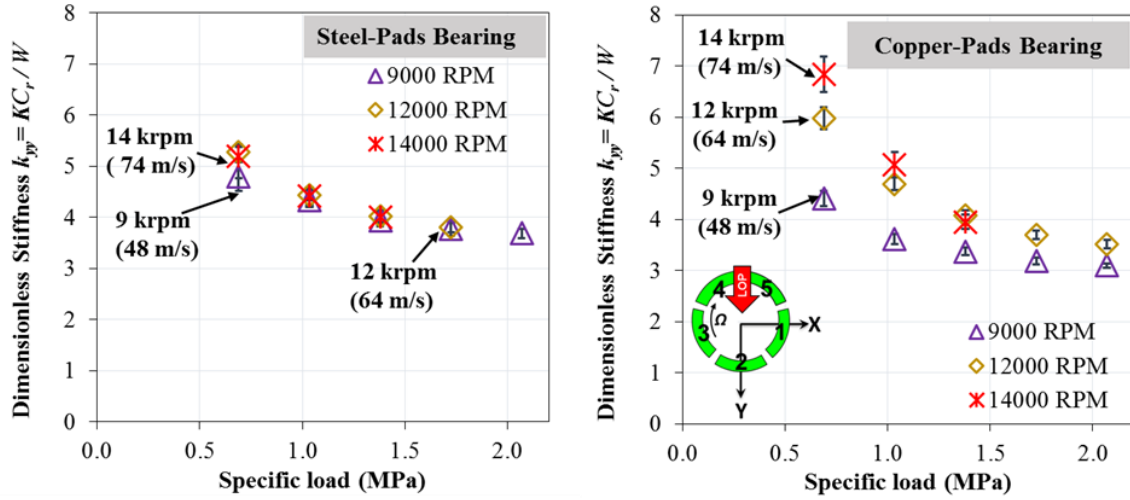 Dimensionless Stiffness k_yy = KC_r / W
8
7
6
5
4
3
2
1
0
Steel-Pads Bearing
9000 RPM
12000 RPM
14000 RPM
14 krpm
( 74 m/s)
9 krpm
(48 m/s)
12 krpm
(64 m/s)
0.0 0.5 1.0 1.5 2.0
Specific load (MPa)
Dimensionless Stiffness k_yy = KC_r / W
8
7
6
5
4
3
2
1
0
Copper-Pads Bearing
14 krpm
(74 m/s)
12 krpm
(64 m/s)
9 krpm
(48 m/s)
LOP
4 5
Ω
3 1 X
2
Y
9000 RPM
12000 RPM
14000 RPM
0.0 0.5 1.0 1.5 2.0
Specific load (MPa)